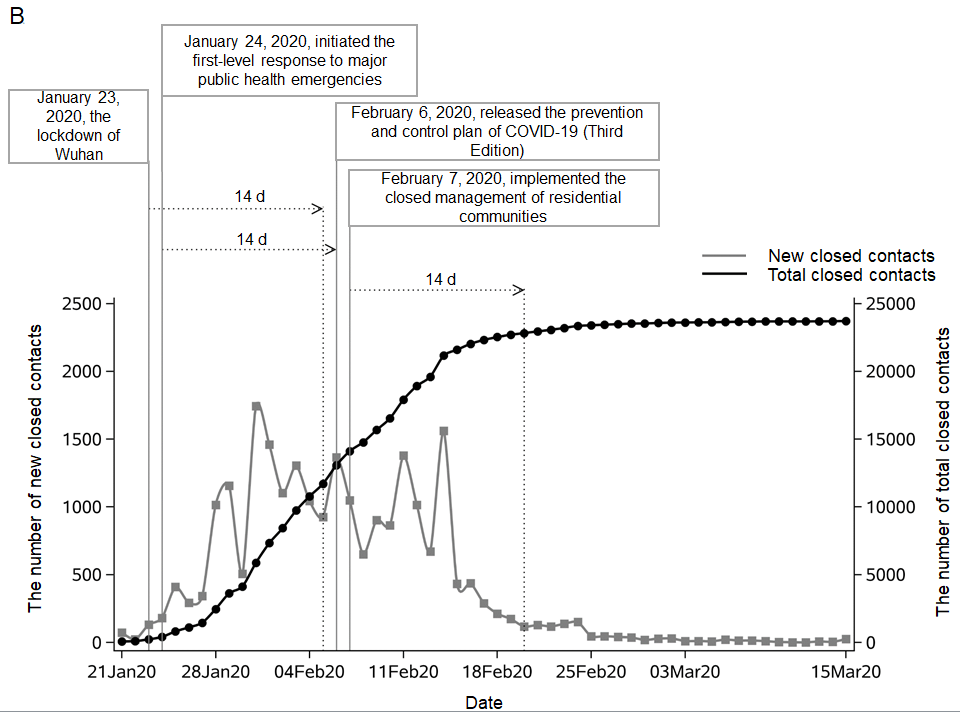 B
January 24, 2020, initiated the
first-level response to major
public health emergencies
January 23,
2020, the
lockdown of
Wuhan
February 6, 2020, released the prevention
and control plan of COVID-19 (Third
Edition)
February 7, 2020, implemented the
closed management of residential
communities
14 d
14 d
14 d
New closed contacts
Total closed contacts
The number of new closed contacts
2500
2000
1500
1000
500
0
25000
20000
15000
10000
5000
0
The number of total closed contacts
21Jan20 28Jan20 04Feb20 11Feb20 18Feb20 25Feb20 03Mar20 15Mar20
Date